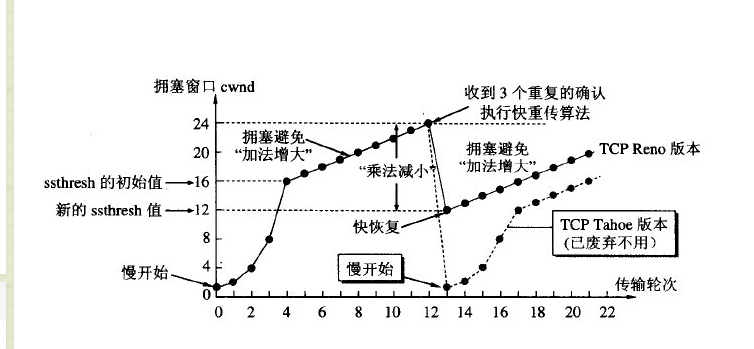 拥塞窗口 cwnd
收到 3 个重复的确认
执行快重传算法
24
20
16
12
8
4
0
拥塞避免
“加法增大”
“乘法减小”
拥塞避免
“加法增大”
TCP Reno 版本
ssthresh 的初始值
新的 ssthresh 值
快恢复
TCP Tahoe 版本
(已废弃不用)
慢开始
慢开始
传输轮次
0 2 4 6 8 10 12 14 16 18 20 22